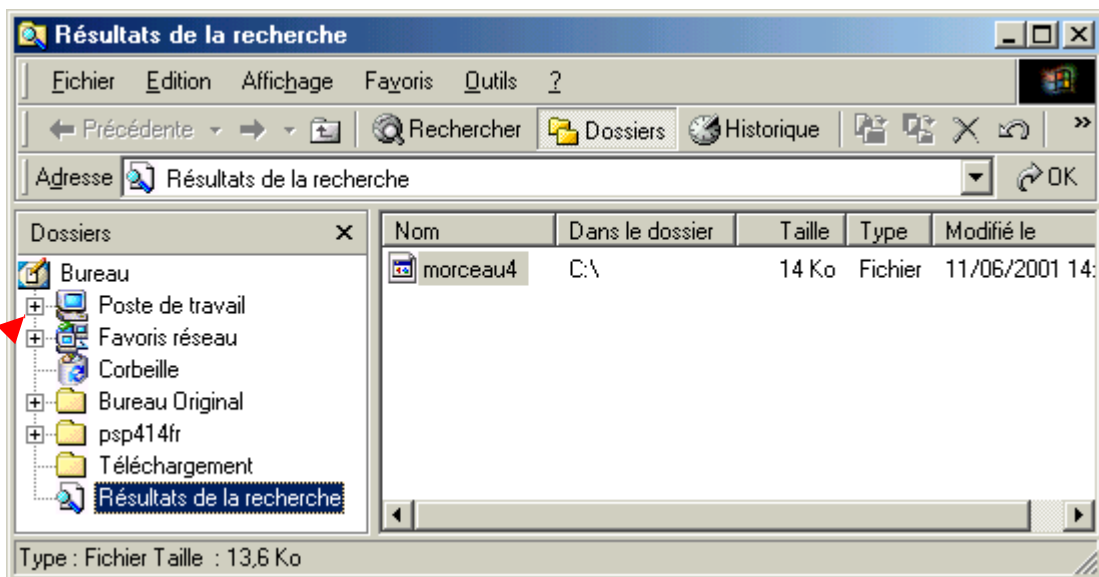 Résultats de la recherche
Fichier Edition Affichage Favoris Outils ?
Précédente Rechercher Dossiers Historique »
Adresse Résultats de la recherche OK
Dossiers Nom Dans le dossier Taille Type Modifié le
Bureau morceau4 C:\ 14 Ko Fichier 11/06/2001 14:
Poste de travail
Favoris réseau
Corbeille
Bureau Original
psp414fr
Téléchargement
Résultats de la recherche
Type : Fichier Taille : 13,6 Ko